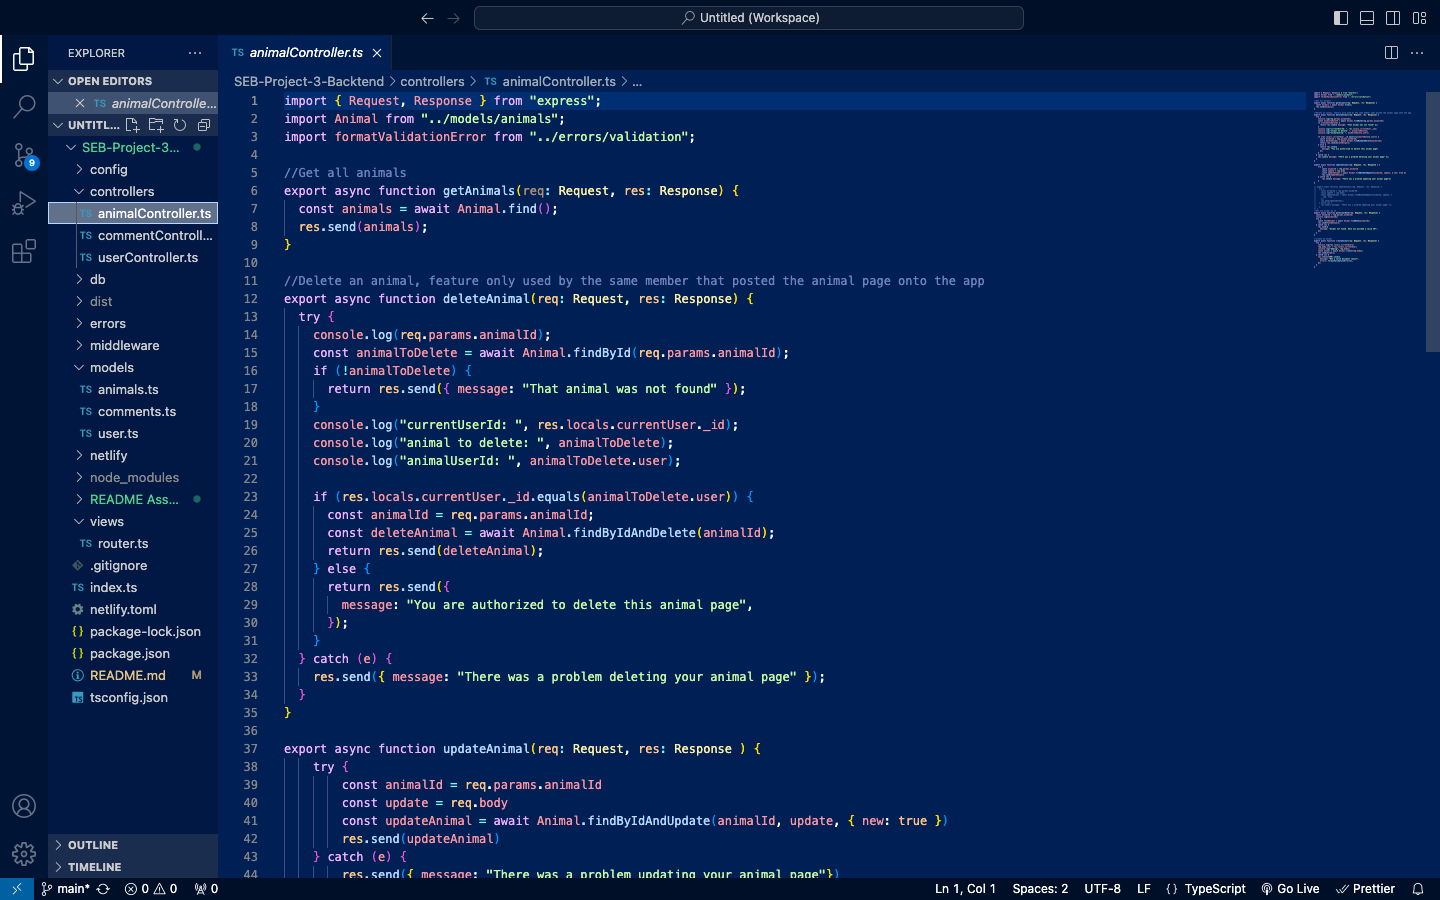 Untitled (Workspace)
EXPLORER
OPEN EDITORS
TS animalControlle...
UNTITL...
SEB-Project-3...
config
controllers
TS animalController.ts
TS commentControll...
TS userController.ts
db
dist
errors
middleware
models
TS animals.ts
TS comments.ts
TS user.ts
netlify
node_modules
README Ass...
views
TS router.ts
.gitignore
TS index.ts
netlify.toml
{} package-lock.json
{} package.json
README.md M
tsconfig.json
OUTLINE
TIMELINE
9
TS animalController.ts
SEB-Project-3-Backtend > controllers > TS animalController.ts > ...
1 import { Request, Response } from "express";
2 import Animal from "../models/animals";
3 import formatValidationError from "../errors/validation";
4
5 //Get all animals
6 export async function getAnimals(req: Request, res: Response) {
7 const animals = await Animal.find();
8 res.send(animals);
9 }
10
11 //Delete an animal, feature only used by the same member that posted the animal page onto the app
12 export async function deleteAnimal(req: Request, res: Response) {
13 try {
14 console.log(req.params.animalId);
15 const animalToDelete = await Animal.findById(req.params.animalId);
16 if (!animalToDelete) {
17 return res.send({ message: "That animal was not found" });
18 }
19 console.log("currentUserId: ", res.locals.currentUser._id);
20 console.log("animal to delete: ", animalToDelete);
21 console.log("animalUserId: ", animalToDelete.user);
22
23 if (res.locals.currentUser._id.equals(animalToDelete.user)) {
24 const animalId = req.params.animalId;
25 const deleteAnimal = await Animal.findByIdAndDelete(animalId);
26 return res.send(deleteAnimal);
27 } else {
28 return res.send({
29 message: "You are authorized to delete this animal page",
30 });
31 }
32 } catch (e) {
33 res.send({ message: "There was a problem deleting your animal page" });
34 }
35 }
36
37 export async function updateAnimal(req: Request, res: Response ) {
38 try {
39 const animalId = req.params.animalId
40 const update = req.body
41 const updateAnimal = await Animal.findByIdAndUpdate(animalId, update, { new: true })
42 res.send(updateAnimal)
43 } catch (e) {
44 res.send({ message: "There was a problem updating your animal page"})
main* 0 0 0
Ln 1, Col 1 Spaces: 2 UTF-8 LF {} TypeScript Go Live Prettier